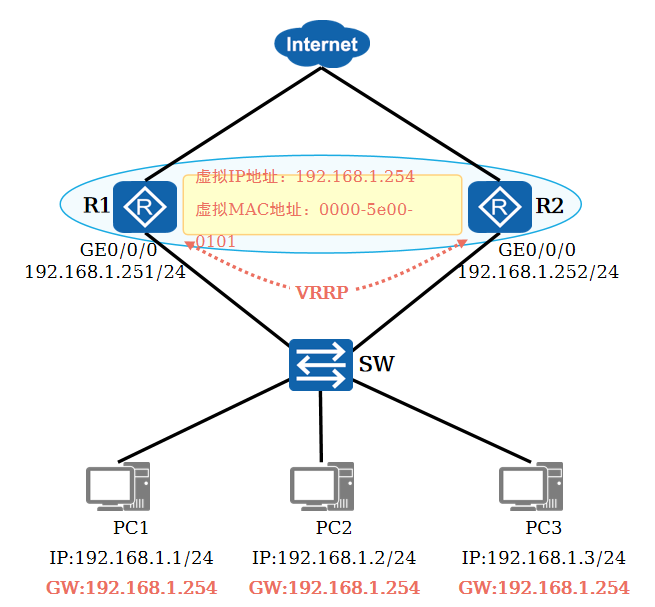 Internet
虚拟IP地址：192.168.1.254
虚拟MAC地址：0000-5e00-
0101
R1
R
R
R2
GE0/0/0
192.168.1.251/24
GE0/0/0
192.168.1.252/24
VRRP
SW
PC1
PC2
PC3
IP:192.168.1.1/24
IP:192.168.1.2/24
IP:192.168.1.3/24
GW:192.168.1.254
GW:192.168.1.254
GW:192.168.1.254